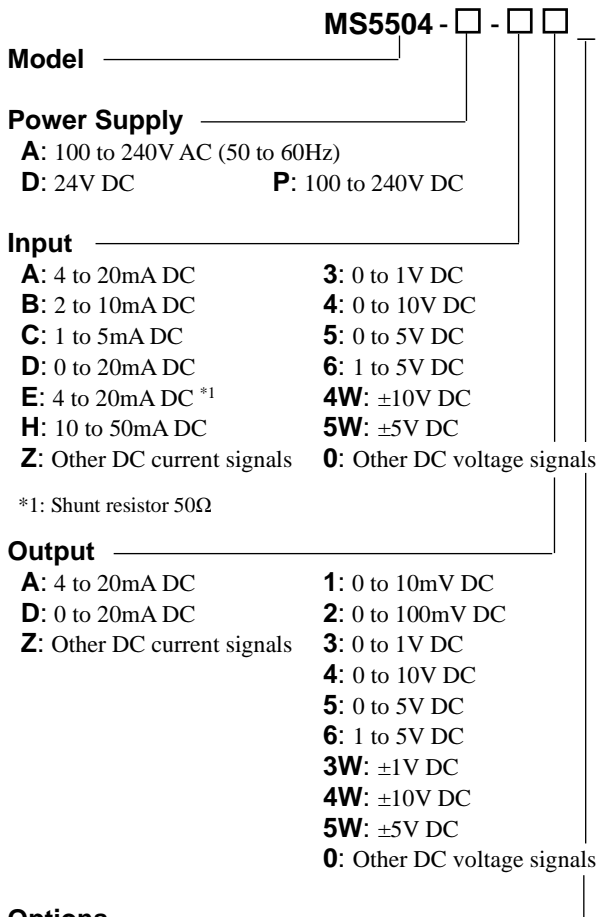 MS5504 - □ - □ □ _
Model
Power Supply
A: 100 to 240V AC (50 to 60Hz)
D: 24V DC P: 100 to 240V DC
Input
A: 4 to 20mA DC 3: 0 to 1V DC
B: 2 to 10mA DC 4: 0 to 10V DC
C: 1 to 5mA DC 5: 0 to 5V DC
D: 0 to 20mA DC 6: 1 to 5V DC
E: 4 to 20mA DC *1 4W: ±10V DC
H: 10 to 50mA DC 5W: ±5V DC
Z: Other DC current signals 0: Other DC voltage signals
*1: Shunt resistor 50Ω
Output
A: 4 to 20mA DC 1: 0 to 10mV DC
D: 0 to 20mA DC 2: 0 to 100mV DC
Z: Other DC current signals 3: 0 to 1V DC
4: 0 to 10V DC
5: 0 to 5V DC
6: 1 to 5V DC
3W: ±1V DC
4W: ±10V DC
5W: ±5V DC
0: Other DC voltage signals
Options